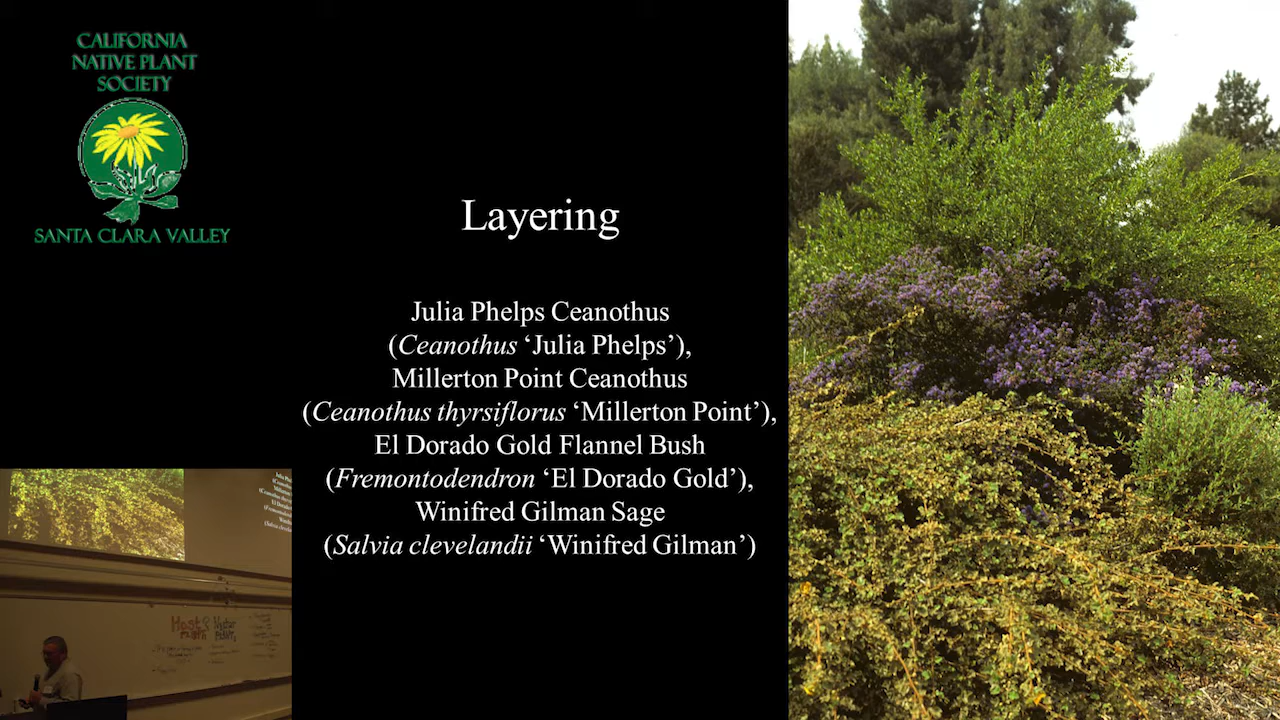 CALIFORNIA
NATIVE PLANT
SOCIETY
SANTA CLARA VALLEY
Layering
Julia Phelps Ceanothus
(Ceanothus ‘Julia Phelps’),
Millerton Point Ceanothus
(Ceanothus thyrsiflorus ‘Millerton Point’),
El Dorado Gold Flannel Bush
(Fremontodendron ‘El Dorado Gold’),
Winifred Gilman Sage
(Salvia clevelandii ‘Winifred Gilman’)
Host